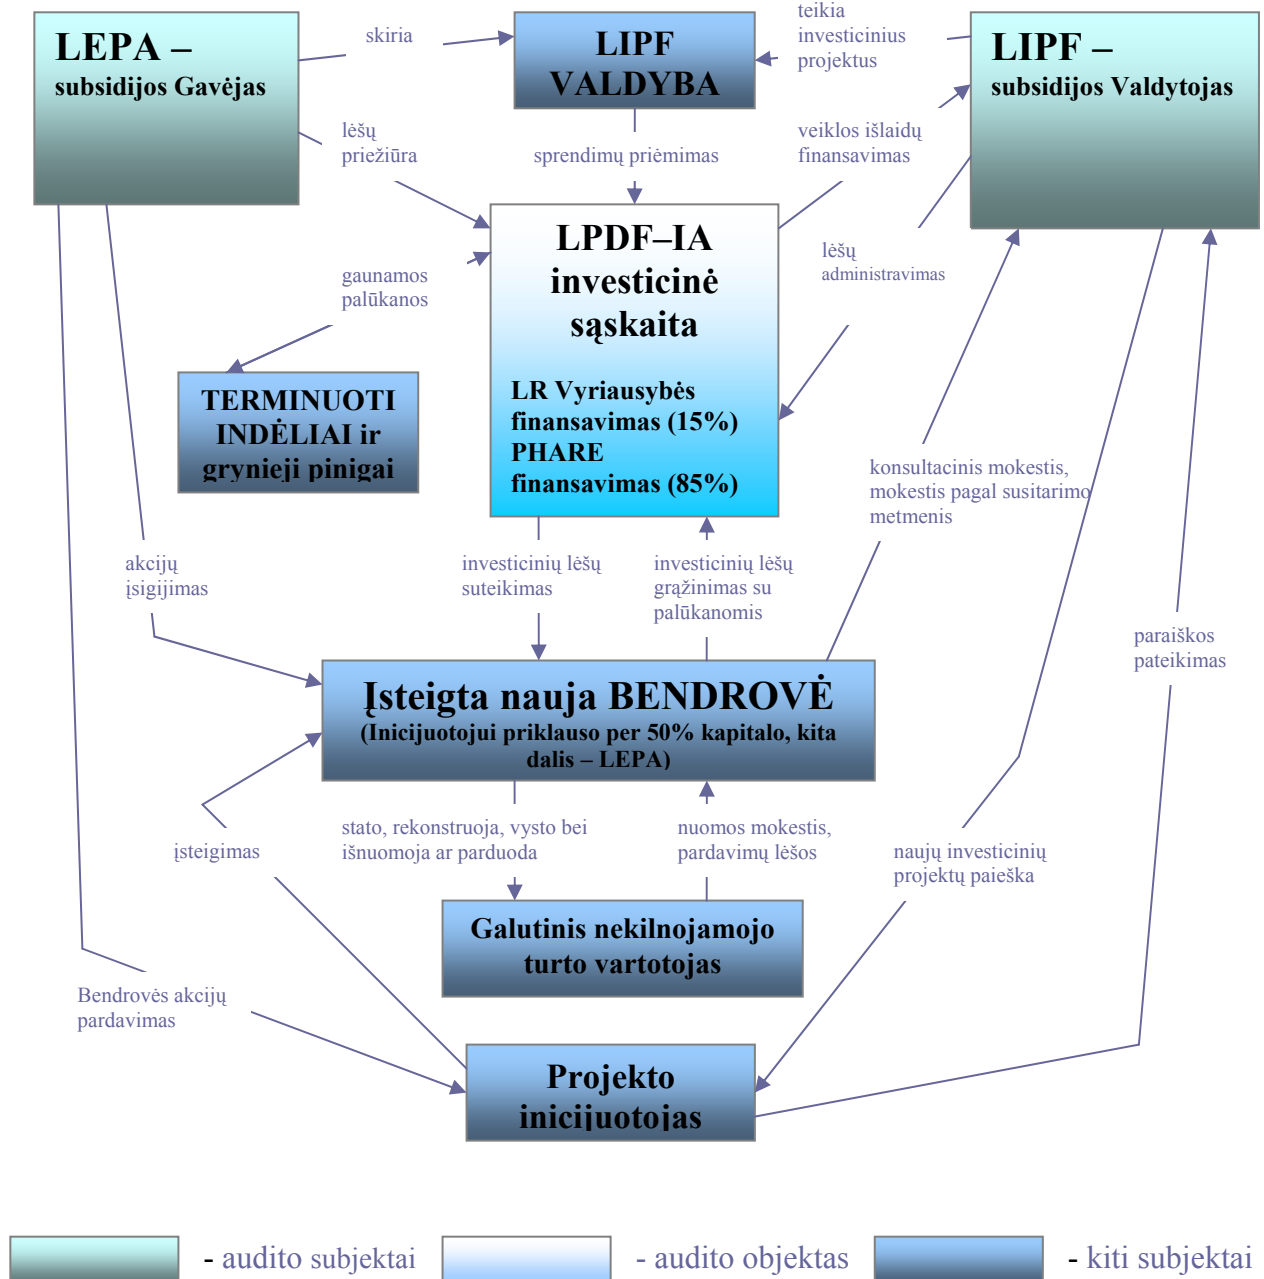 LEPA –
subsidijos Gavėjas
skiria
LIPF
VALDYBA
teikia
investicinius
projektus
LIPF –
subsidijos Valdytojas
lėšų
priežiūra
sprendimų priėmimas
veiklos išlaidų
finansavimas
LPDF–IA
investicinė
sąskaita
LR Vyriausybės
finansavimas (15%)
PHARE
finansavimas (85%)
lėšų
administravimas
gaunamos
palūkanos
TERMINUOTI
INDĖLIAI ir
grynieji pinigai
konsultacinis mokestis,
mokestis pagal susitarimo
metmenis
akcijų
įsigijimas
investicinių lėšų
suteikimas
investicinių lėšų
grąžinimas su
palūkanomis
paraiškos
pateikimas
Įsteigta nauja BENDROVĖ
(Inicijuotojui priklauso per 50% kapitalo, kita
dalis – LEPA)
įsteigimas
stato, rekonstruoja, vysto bei
išnuomoja ar parduoda
nuomos mokestis,
pardavimų lėšos
naujų investicinių
projektų paieška
Galutinis nekilnojamojo
turto vartotojas
Bendrovės akcijų
pardavimas
Projekto
inicijuotojas
- audito subjektai
- audito objektas
- kiti subjektai